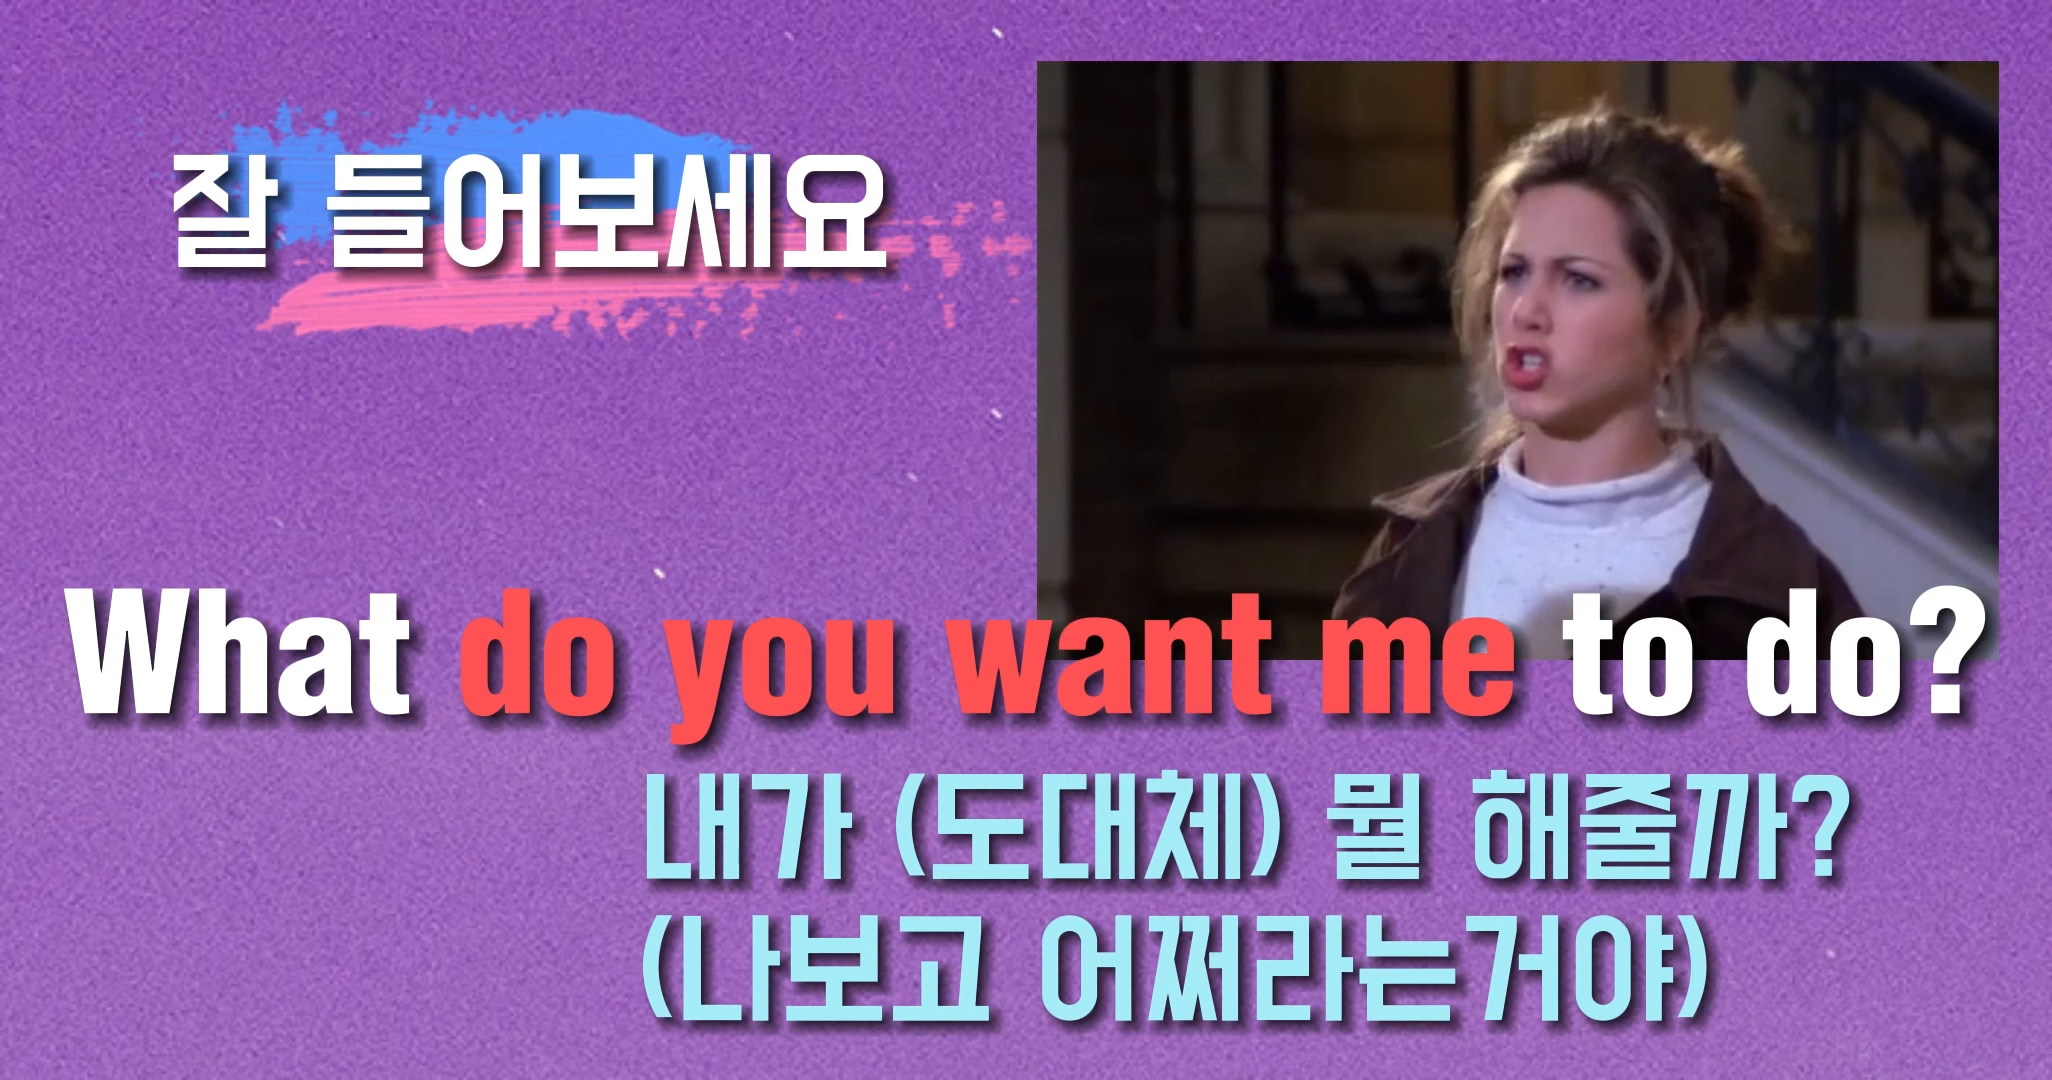 잘 들어보세요
What do you want me to do?
내가 (도대체) 뭘 해줄까?
(나보고 어쩌라는거야)